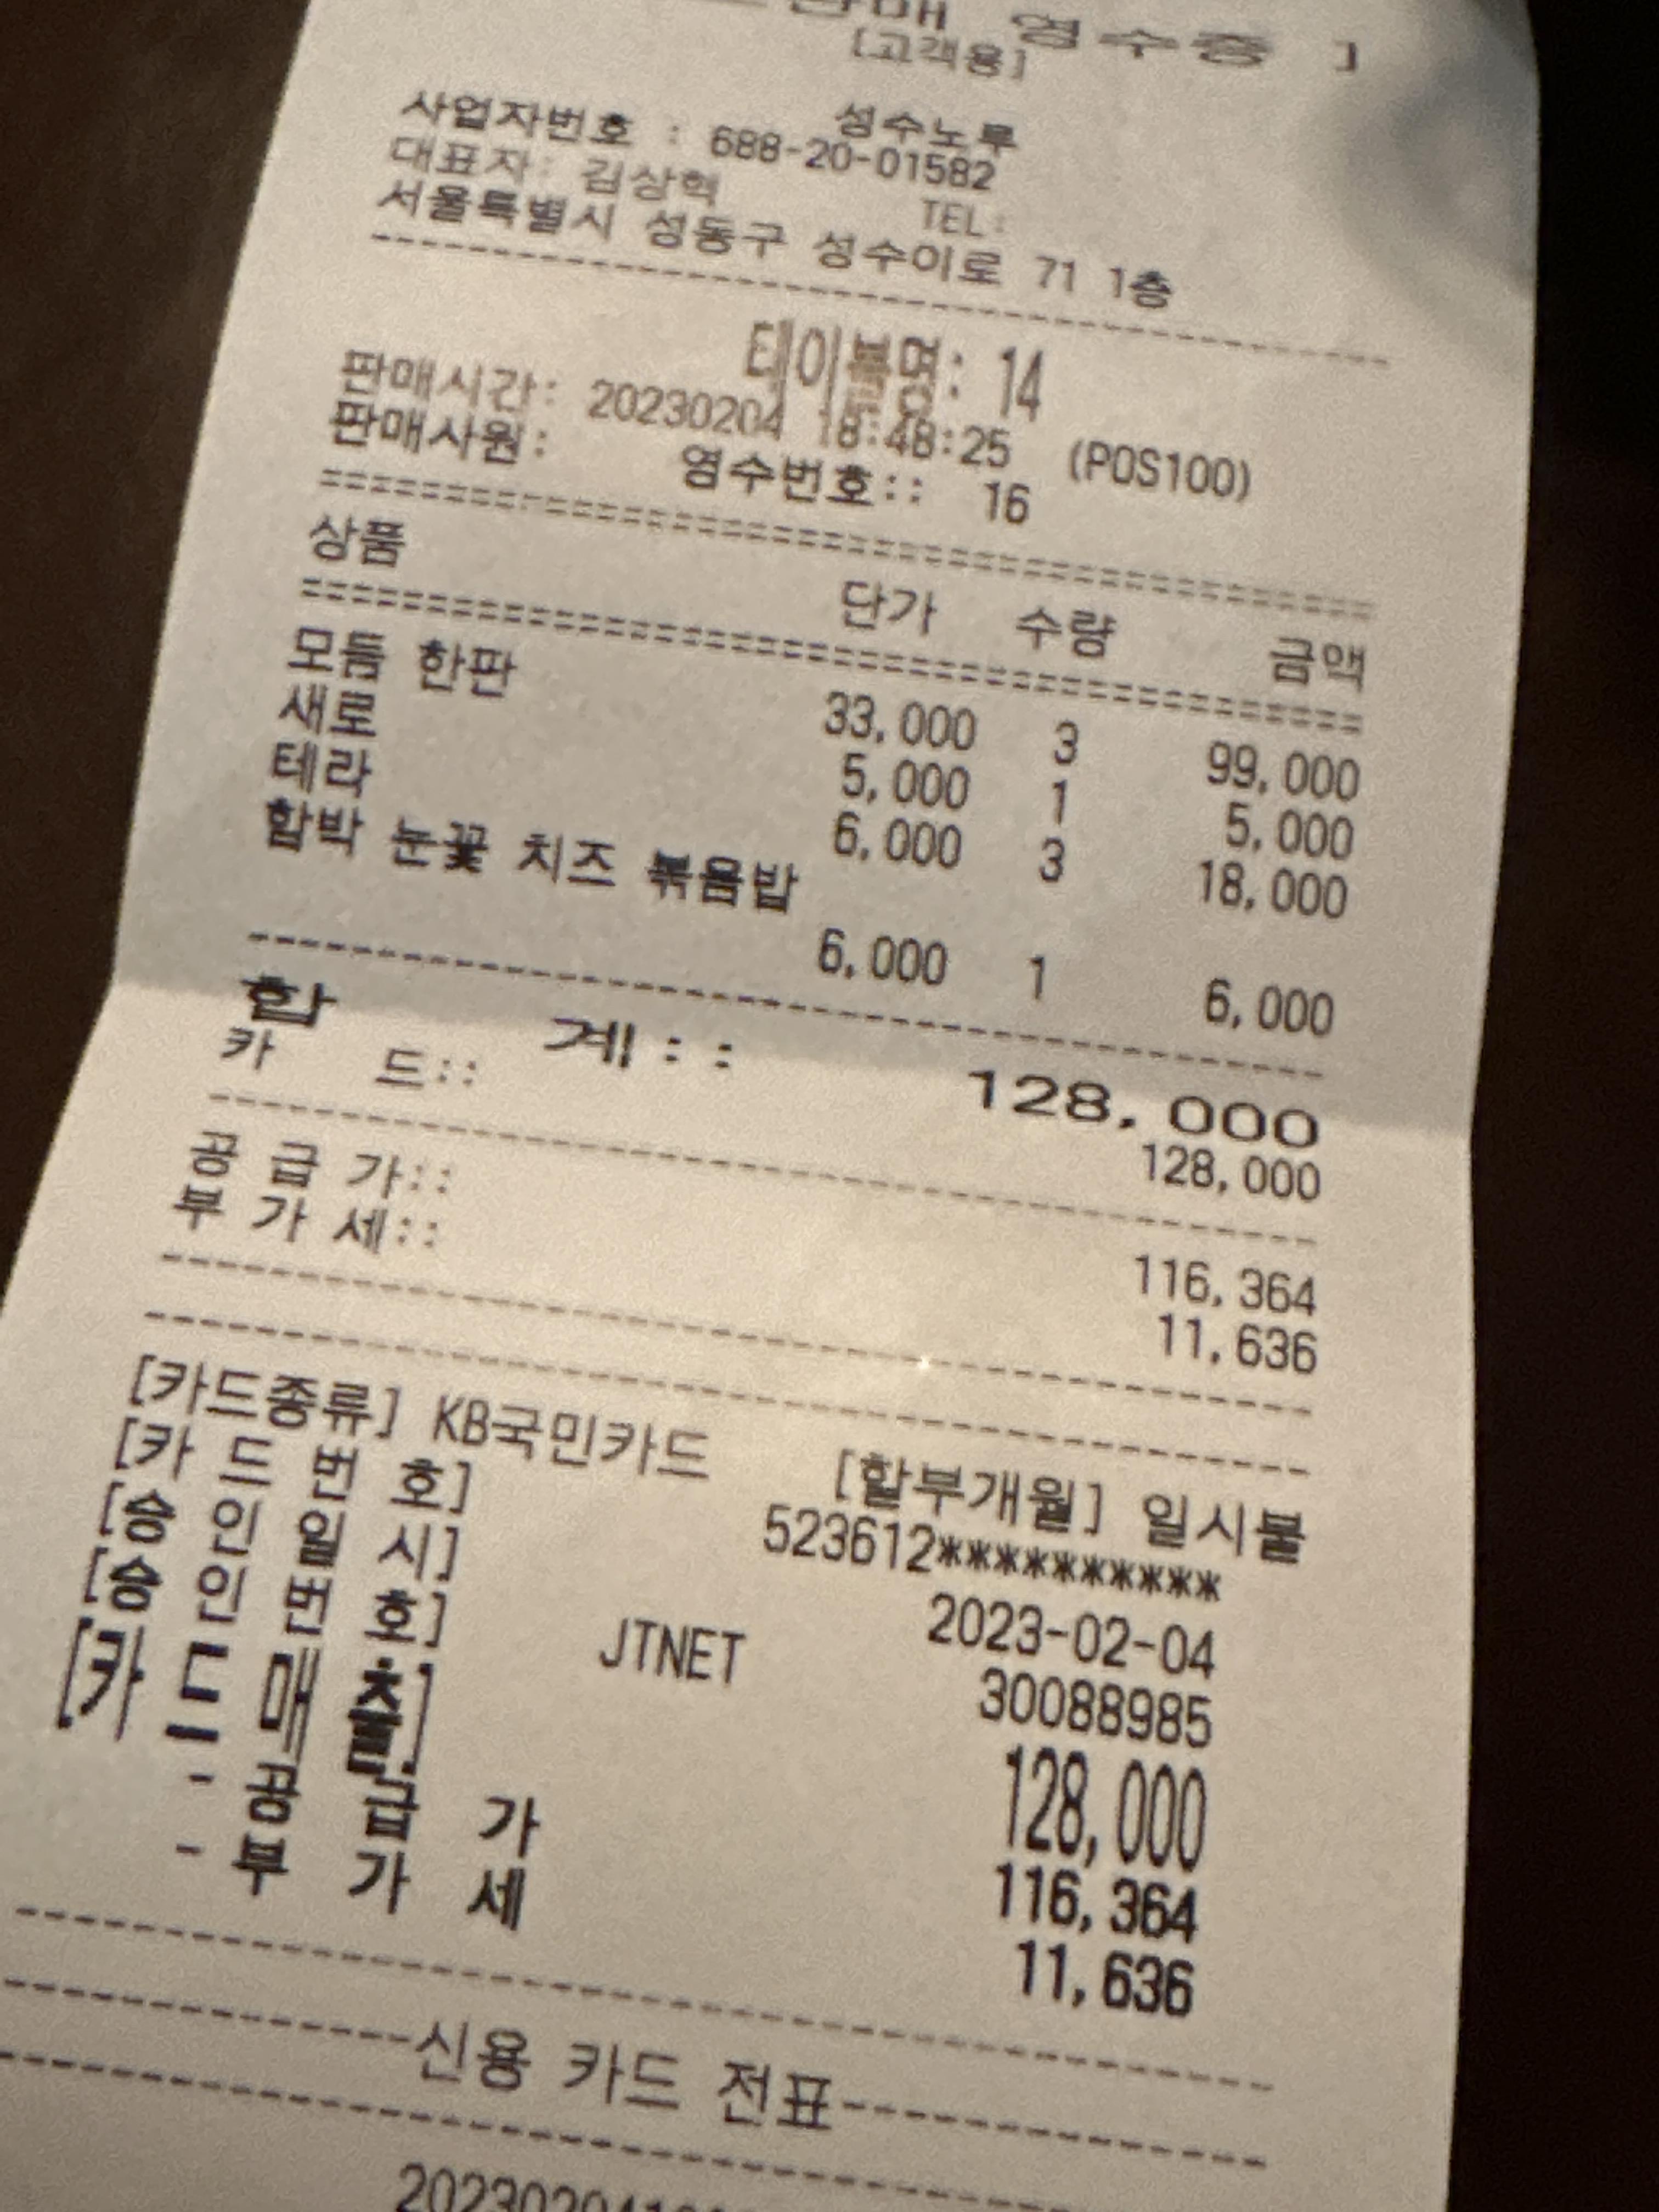 영수증 ]
[고객용]
성수노루
사업자번호 : 688-20-01582
대표자: 김상혁 TEL:
서울특별시 성동구 성수이로 71 1층
테이블명: 14
판매시간: 20230204 18:48:25 (POS100)
판매사원: 영수번호:: 16
상품 단가 수량 금액
모듬 한판 33,000 3 99,000
새로 5,000 1 5,000
테라 6,000 3 18,000
함박 눈꽃 치즈 볶음밥
6,000 1 6,000
합 계:: 128,000
카 드:: 128,000
공 급 가:: 116,364
부 가 세:: 11,636
[카드종류] KB국민카드 [할부개월] 일시불
[카 드 번 호] 523612**********
[승 인 일 시] 2023-02-04
[승 인 번 호] JTNET 30088985
[카 드 매 출] 128,000
- 공 급 가 116,364
- 부 가 세 11,636
신용 카드 전표